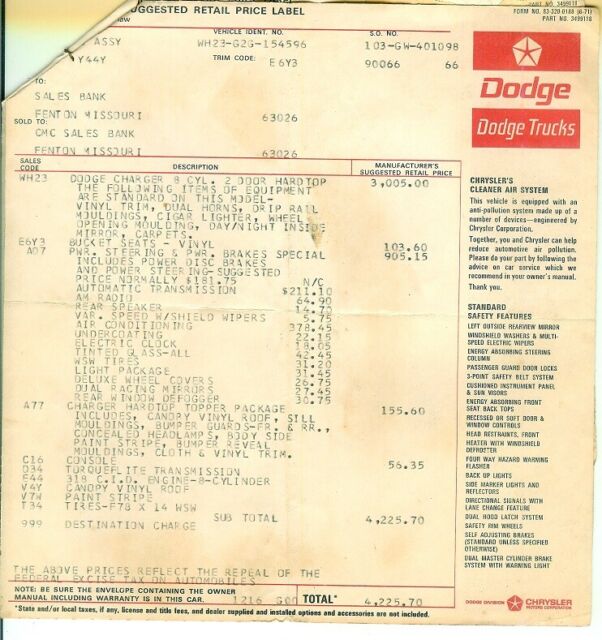 SUGGESTED RETAIL PRICE LABEL
FORM NO. 83-320-0188 (6-71)
PART NO. 3499118
VEHICLE IDENT. NO.
S.O. NO.
ASSY
WH23-G2G-154596
103-GW-401098
Y44Y
TRIM CODE:
E6Y3
90066 66
TO:
SALES BANK
FENTON MISSOURI 63026
SOLD TO:
CMC SALES BANK
FENTON MISSOURI 63026
SALES CODE
DESCRIPTION
MANUFACTURER'S SUGGESTED RETAIL PRICE
WH23 DODGE CHARGER 8 CYL. 2 DOOR HARDTOP 3,005.00
THE FOLLOWING ITEMS OF EQUIPMENT
ARE STANDARD ON THIS MODEL-
VINYL TRIM, DUAL HORNS, DRIP RAIL
MOULDINGS, CIGAR LIGHTER, WHEEL
OPENING MOULDING, DAY/NIGHT INSIDE
MIRROR, CARPETS.
E6Y3 BUCKET SEATS - VINYL 103.60
A07 PWR. STEERING & PWR. BRAKES SPECIAL 905.15
INCLUDES POWER DISC BRAKES
AND POWER STEERING-SUGGESTED
PRICE NORMALLY $181.75 N/C
AUTOMATIC TRANSMISSION $211.10
AM RADIO 64.90
REAR SPEAKER 14.70
VAR. SPEED W/SHIELD WIPERS 5.75
AIR CONDITIONING 378.45
UNDERCOATING 22.15
ELECTRIC CLOCK 18.05
TINTED GLASS-ALL 42.45
WSW TIRES 31.20
LIGHT PACKAGE 31.45
DELUXE WHEEL COVERS 26.75
DUAL RACING MIRRORS 27.45
REAR WINDOW DEFOGGER 30.75
A77 CHARGER HARDTOP TOPPER PACKAGE 155.60
INCLUDES, CANOPY VINYL ROOF, SILL
MOULDINGS, BUMPER GUARDS-FR. & RR.,
CONCEALED HEADLAMPS, BODY SIDE
PAINT STRIPE, BUMPER REVEAL
MOULDINGS, CLOTH & VINYL TRIM.
C16 CONSOLE 56.35
D34 TORQUEFLITE TRANSMISSION
E44 318 C.I.D. ENGINE-8-CYLINDER
V4Y CANOPY VINYL ROOF
V7W PAINT STRIPE
T34 TIRES-F78 X 14 WSW
SUB TOTAL 4,225.70
999 DESTINATION CHARGE
THE ABOVE PRICES REFLECT THE REPEAL OF THE
FEDERAL EXCISE TAX ON AUTOMOBILES
NOTE: BE SURE THE ENVELOPE CONTAINING THE OWNER
MANUAL INCLUDING WARRANTY IS IN THIS CAR.
1216 TOTAL* 4,225.70
*State and/or local taxes, if any, license and title fees, and dealer supplied and installed options and accessories are not included.
Dodge
Dodge Trucks
CHRYSLER'S
CLEANER AIR SYSTEM
This vehicle is equipped with an
anti-pollution system made up of a
number of devices—engineered by
Chrysler Corporation.
Together, you and Chrysler can help
reduce automotive air pollution.
Please do your part by following the
advice on car service which we
recommend in your owner's manual.
Thank you.
STANDARD
SAFETY FEATURES
LEFT OUTSIDE REARVIEW MIRROR
WINDSHIELD WASHERS & MULTI-
SPEED ELECTRIC WIPERS
ENERGY ABSORBING STEERING
COLUMN
PASSENGER GUARD DOOR LOCKS
3-POINT SAFETY BELT SYSTEM
CUSHIONED INSTRUMENT PANEL
& SUN VISORS
ENERGY ABSORBING FRONT
SEAT BACK TOPS
RECESSED OR SOFT DOOR &
WINDOW CONTROLS
HEAD RESTRAINTS, FRONT
HEATER WITH WINDSHIELD
DEFROSTER
FOUR WAY HAZARD WARNING
FLASHER
BACK UP LIGHTS
SIDE MARKER LIGHTS AND
REFLECTORS
DIRECTIONAL SIGNALS WITH
LANE CHANGE FEATURE
DUAL HOOD LATCH SYSTEM
SAFETY RIM WHEELS
SELF ADJUSTING BRAKES
(STANDARD UNLESS SPECIFIED
OTHERWISE)
DUAL MASTER CYLINDER BRAKE
SYSTEM WITH WARNING LIGHT
DODGE DIVISION
CHRYSLER
MOTORS CORPORATION